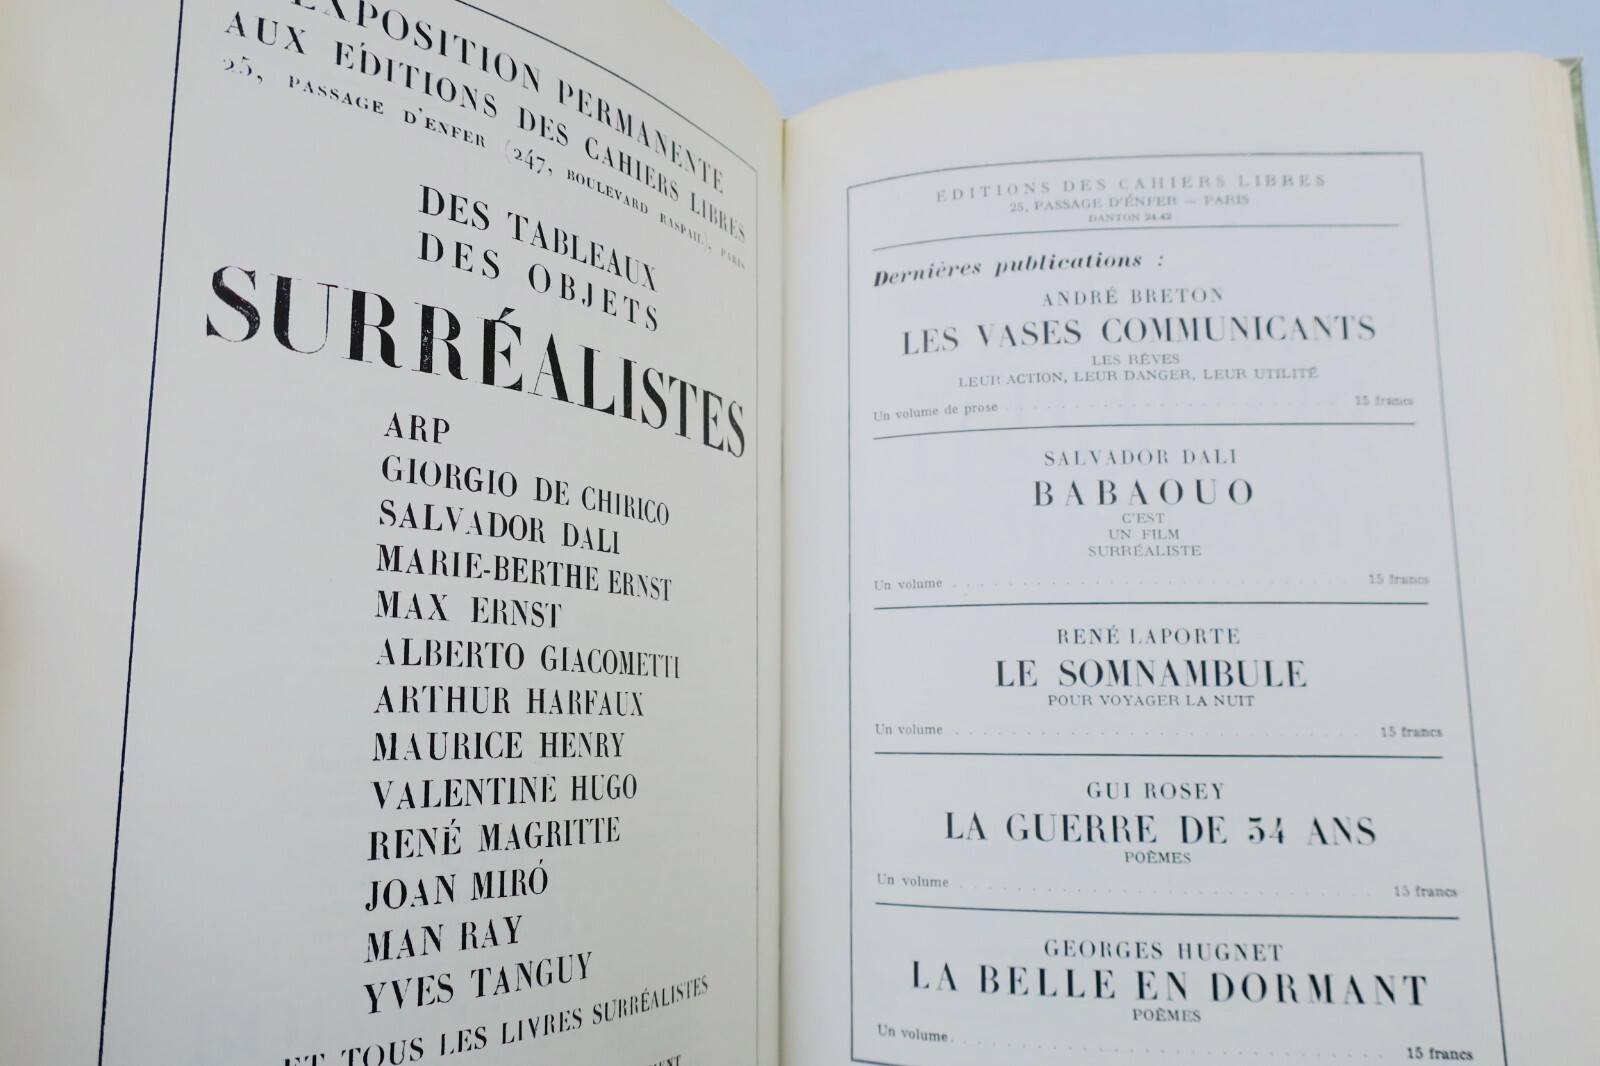 EXPOSITION PERMANENTE
AUX ÉDITIONS DES CAHIERS LIBRES
25, PASSAGE D'ENFER (247, BOULEVARD RASPAIL), PARIS
DES TABLEAUX
DES OBJETS
SURRÉALISTES
ARP
GIORGIO DE CHIRICO
SALVADOR DALI
MARIE-BERTHE ERNST
MAX ERNST
ALBERTO GIACOMETTI
ARTHUR HARFAUX
MAURICE HENRY
VALENTINE HUGO
RENÉ MAGRITTE
JOAN MIRÓ
MAN RAY
YVES TANGUY
ET TOUS LES LIVRES SURRÉALISTES
ÉDITIONS DES CAHIERS LIBRES
25, PASSAGE D'ENFER — PARIS
DANTON 24.42
Dernières publications :
ANDRÉ BRETON
LES VASES COMMUNICANTS
LES RÊVES
LEUR ACTION, LEUR DANGER, LEUR UTILITÉ
Un volume de prose . . . . . . . . . . . . . . . . . . . . 15 francs
SALVADOR DALI
BABAOUO
C'EST
UN FILM
SURRÉALISTE
Un volume . . . . . . . . . . . . . . . . . . . . 15 francs
RENÉ LAPORTE
LE SOMNAMBULE
POUR VOYAGER LA NUIT
Un volume . . . . . . . . . . . . . . . . . . . . 15 francs
GUI ROSEY
LA GUERRE DE 34 ANS
POÈMES
Un volume . . . . . . . . . . . . . . . . . . . . 15 francs
GEORGES HUGNET
LA BELLE EN DORMANT
POÈMES
Un volume . . . . . . . . . . . . . . . . . . . . 15 francs